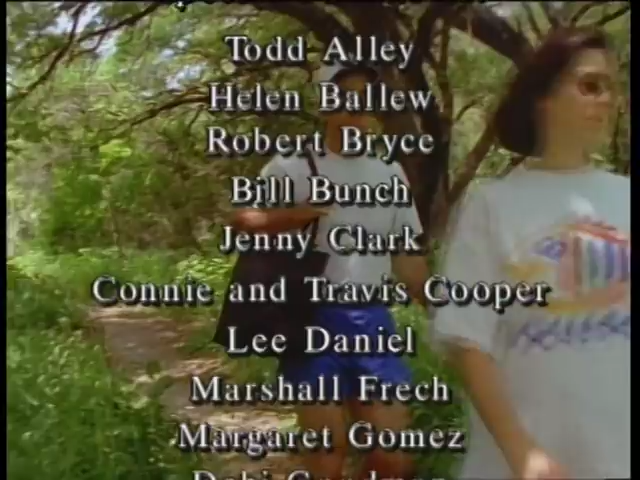 Todd Alley
Helen Ballew
Robert Bryce
Bill Bunch
Jenny Clark
Connie and Travis Cooper
Lee Daniel
Marshall Frech
Margaret Gomez